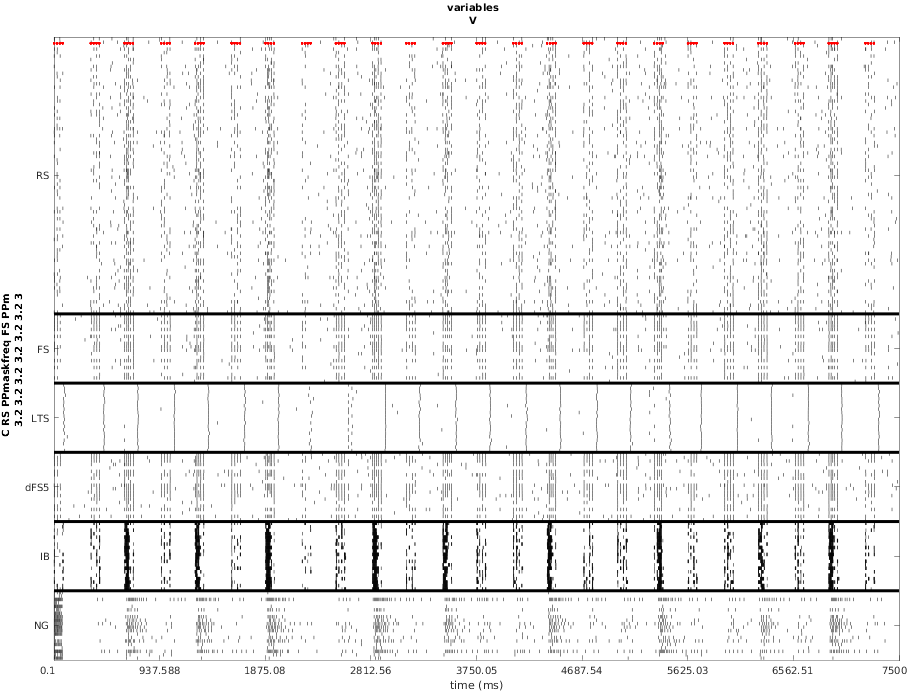 variables
V
C RS PPmaskfreq FS PPm
3.2 3.2 3.2 3.2 3.2 3.2 3
RS
FS
LTS
dFS5
IB
NG
0.1 937.588 1875.08 2812.56 3750.05 4687.54 5625.03 6562.51 7500
time (ms)